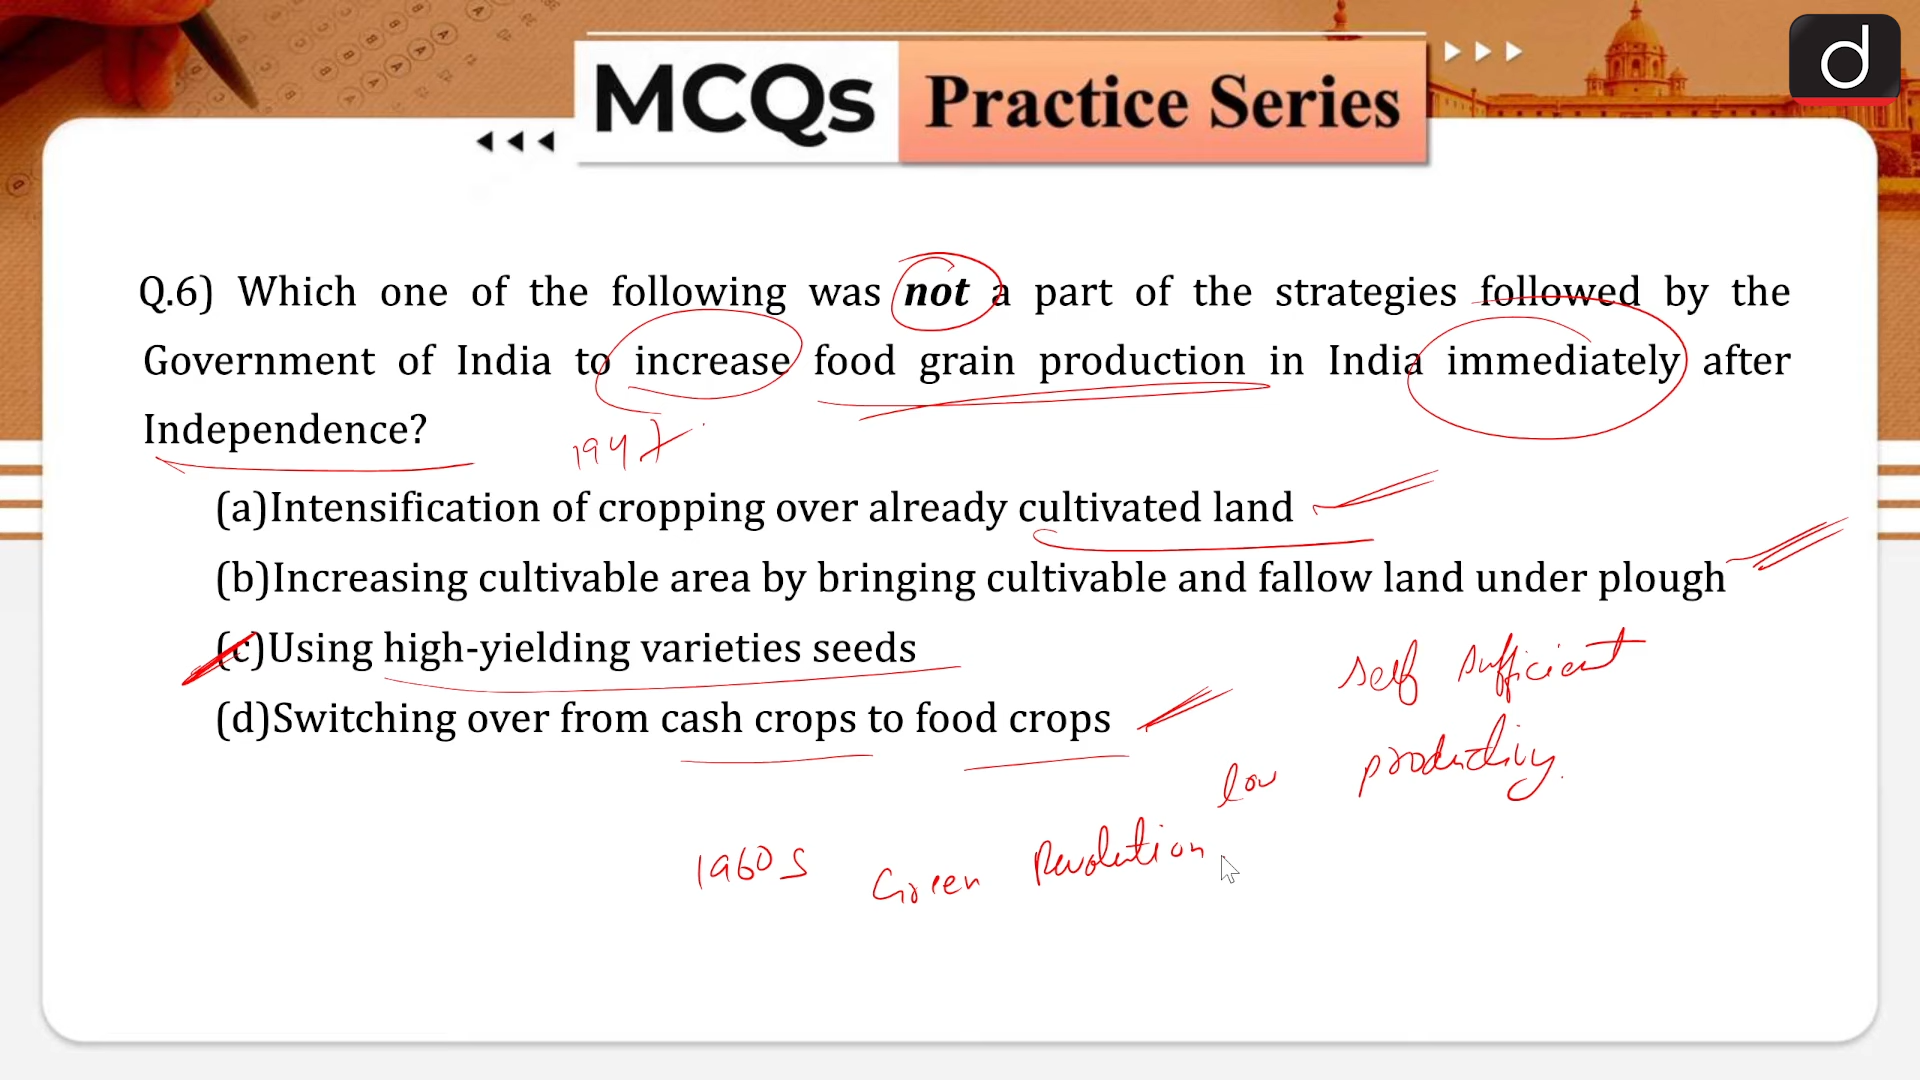 MCQs Practice Series
d
Q.6) Which one of the following was not a part of the strategies followed by the
Government of India to increase food grain production in India immediately after
Independence?
1947
(a)Intensification of cropping over already cultivated land
(b)Increasing cultivable area by bringing cultivable and fallow land under plough
(c)Using high-yielding varieties seeds
self sufficient
(d)Switching over from cash crops to food crops
low productiviy
1960s Green Revolution